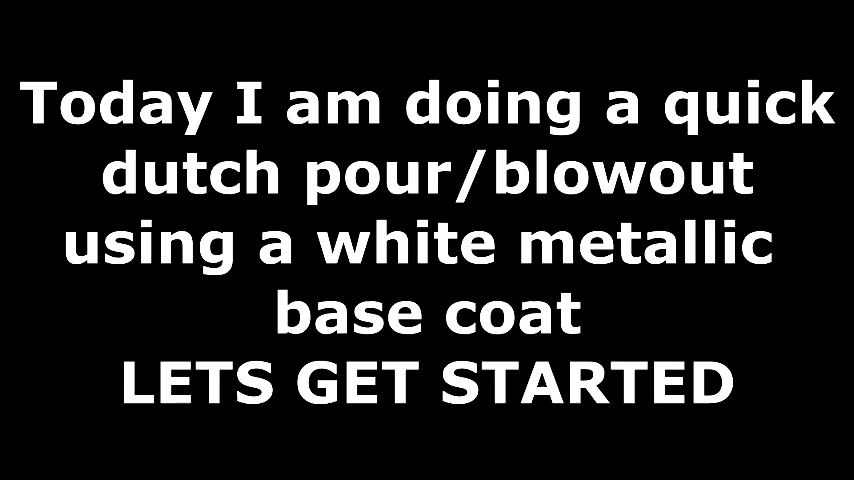 Today I am doing a quick
dutch pour/blowout
using a white metallic
base coat
LETS GET STARTED